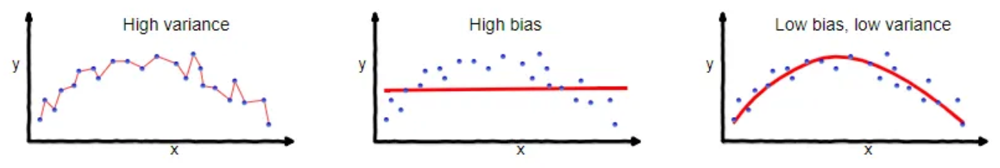 High variance
y
x
High bias
y
x
Low bias, low variance
y
x